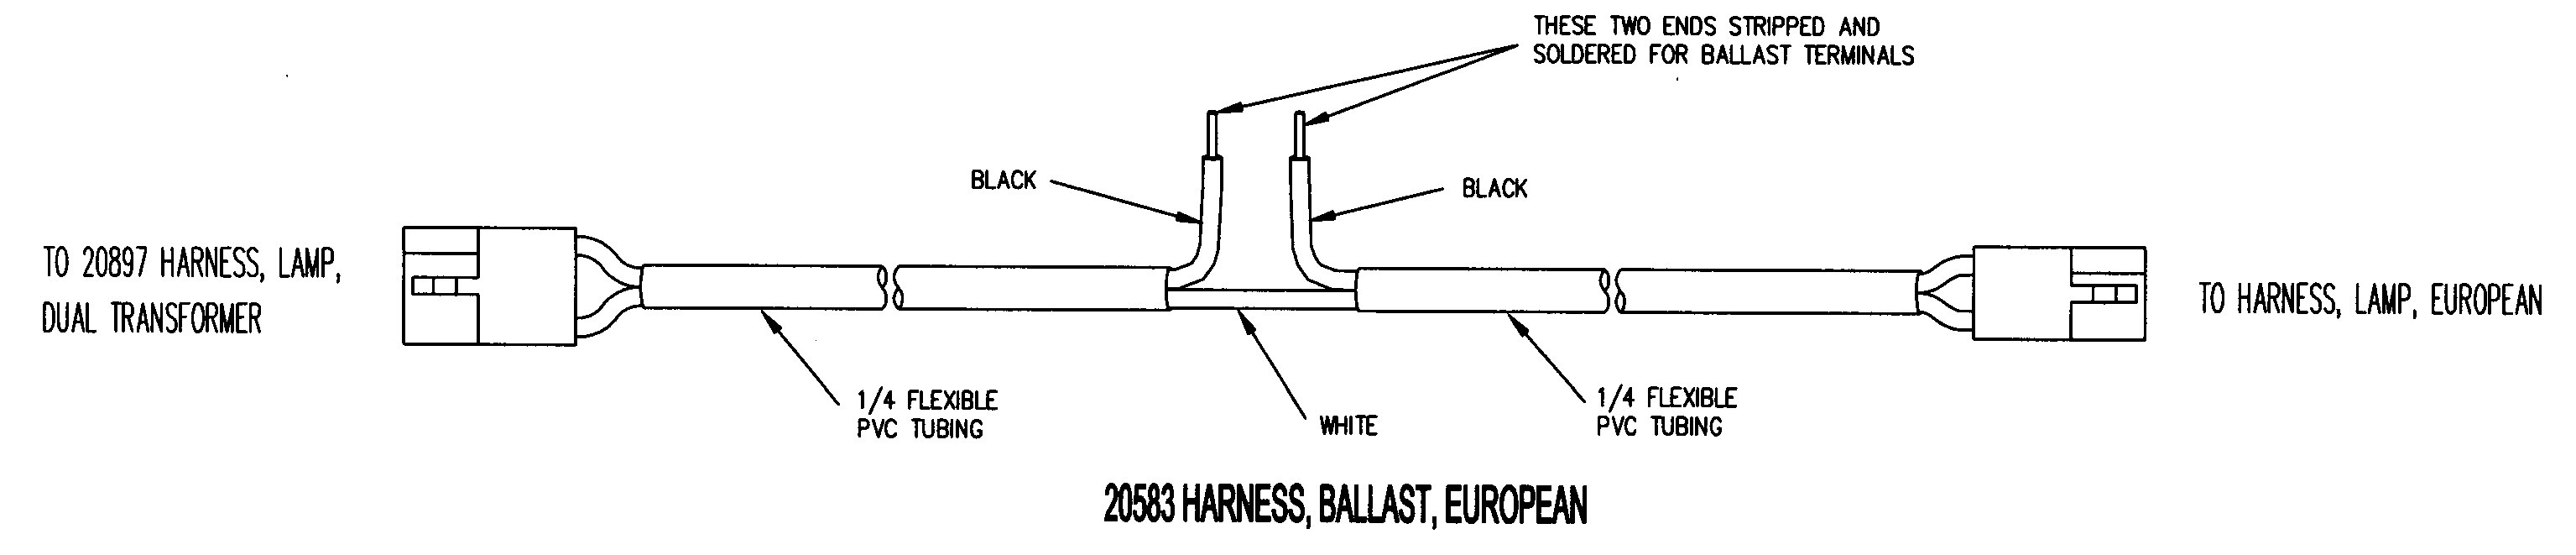 THESE TWO ENDS STRIPPED AND
SOLDERED FOR BALLAST TERMINALS
BLACK
BLACK
TO 20897 HARNESS, LAMP,
DUAL TRANSFORMER
TO HARNESS, LAMP, EUROPEAN
1/4 FLEXIBLE
PVC TUBING
WHITE
1/4 FLEXIBLE
PVC TUBING
20583 HARNESS, BALLAST, EUROPEAN